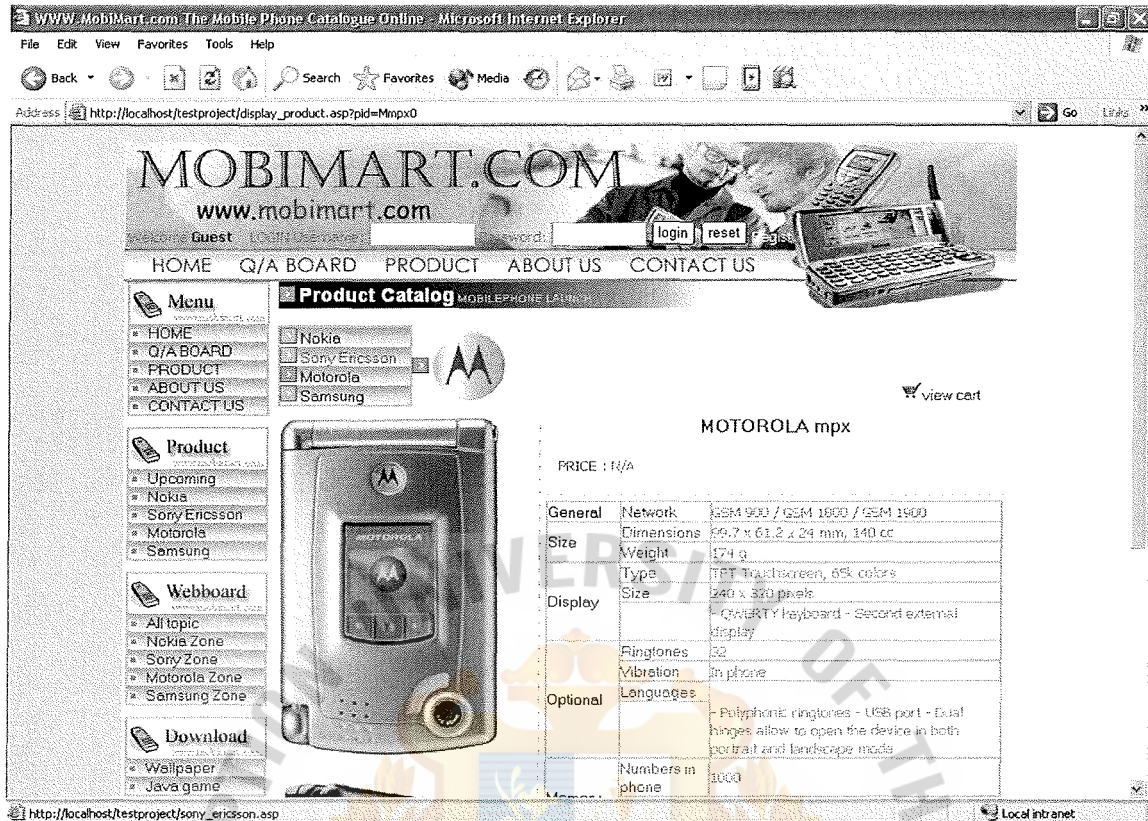 WWW.MobiMart.com The Mobile Phone Catalogue Online - Microsoft Internet Explorer
File Edit View Favorites Tools Help
Back Search Favorites Media
Address http://localhost/testproject/display_product.asp?pid=Mmpx0 Go Links »
MOBIMART.COM
www.mobimart.com
Welcome Guest LOGIN Username: Password: login reset
HOME Q/A BOARD PRODUCT ABOUT US CONTACT US
Menu
HOME
Q/A BOARD
PRODUCT
ABOUT US
CONTACT US
Product
Upcoming
Nokia
Sony Ericsson
Motorola
Samsung
Webboard
All topic
Nokia Zone
Sony Zone
Motorola Zone
Samsung Zone
Download
Wallpaper
Java game
Product Catalog MOBILEPHONE LAUNCH
Nokia
Sony Ericsson
Motorola
Samsung
view cart
MOTOROLA
MOTOROLA mpx
PRICE : N/A
General Network GSM 900 / GSM 1800 / GSM 1900
Size Dimensions 99.7 x 61.2 x 24 mm, 140 cc
Weight 174 g
Display Type TFT Touchscreen, 65k colors
Size 240 x 320 pixels
- QWERTY keyboard - Second external
display
Optional Ringtones 32
Vibration In phone
Languages
- Polyphonic ringtones - USB port - Dual
hinges allow to open the device in both
portrait and landscape mode
Numbers in
phone 1000
http://localhost/testproject/sony_ericsson.asp Local intranet